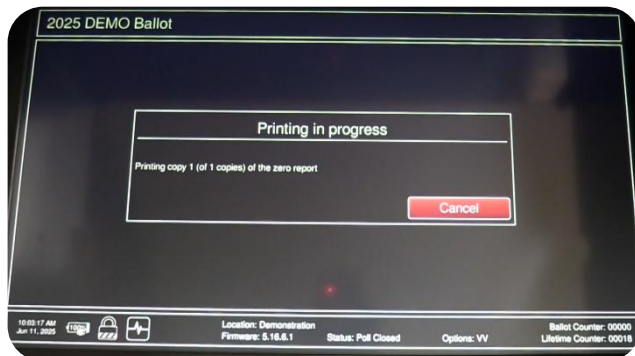 2025 DEMO Ballot
Printing in progress
Printing copy 1 (of 1 copies) of the zero report
Cancel
10:03:17 AM
Jun 11, 2025
100%
Location: Demonstration
Firmware: 5.16.6.1
Status: Poll Closed
Options: VV
Ballot Counter: 00000
Lifetime Counter: 00018